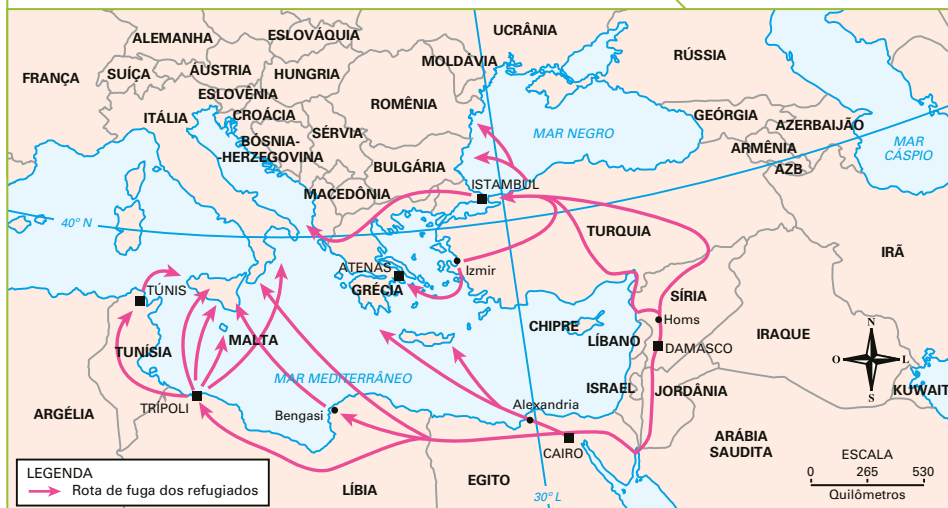 ESLOVÁQUIA
UCRÂNIA
ALEMANHA
MOLDÁVIA
RÚSSIA
FRANÇA
SUÍÇA
ÁUSTRIA
HUNGRIA
ESLOVÊNIA
ROMÊNIA
ITÁLIA
CROÁCIA
SÉRVIA
BÓSNIA-
-HERZEGOVINA
MAR NEGRO
GEÓRGIA
AZERBAIJÃO
ARMÊNIA
AZB
MAR
CÁSPIO
BULGÁRIA
MACEDÔNIA
ISTAMBUL
40º N
TURQUIA
IRÃ
ATENAS
GRÉCIA
Izmir
TÚNIS
SÍRIA
Homs
CHIPRE
LÍBANO
DAMASCO
IRAQUE
N
O
L
S
TUNÍSIA
MALTA
MAR MEDITERRÂNEO
ISRAEL
JORDÂNIA
KUWAIT
ARGÉLIA
TRÍPOLI
Bengasi
Alexandria
CAIRO
ARÁBIA
SAUDITA
LÍBIA
EGITO
30º L
LEGENDA
Rota de fuga dos refugiados
ESCALA
0 265 530
Quilômetros